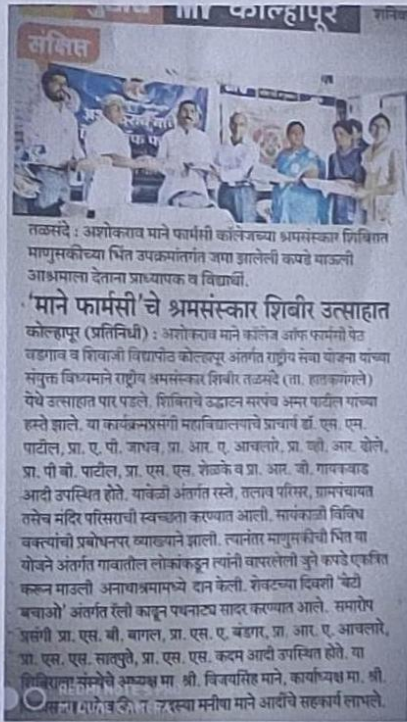 MY कोल्हापूर
शनिव
संक्षिप्त
तळसंदे : अशोकराव माने फार्मसी कॉलेजच्या श्रमसंस्कार शिबिरात
माणुसकीच्या भिंत उपक्रमांतर्गत जमा झालेली कपडे माऊली
आश्रमाला देताना प्राध्यापक व विद्यार्थी.
'माने फार्मसी'चे श्रमसंस्कार शिबीर उत्साहात
कोल्हापूर (प्रतिनिधी) : अशोकराव माने कॉलेज ऑफ फार्मसी पेठ
वडगाव व शिवाजी विद्यापीठ कोल्हापूर अंतर्गत राष्ट्रीय सेवा योजना यांच्या
संयुक्त विध्यमाने राष्ट्रीय श्रमसंस्कार शिबीर तळसंदे (ता. हातकणंगले)
येथे उत्साहात पार पडले. शिबिराचे उद्घाटन सरपंच अमर पाटील यांच्या
हस्ते झाले. या कार्यक्रमप्रसंगी महाविद्यालयाचे प्राचार्य डॉ. एस. एम.
पाटील, प्रा. ए. पी. जाधव, प्रा. आर. ए. आचलारे, प्रा. व्ही. आर. ढोले,
प्रा. पी बी. पाटील, प्रा. एस. एस. शेळके व प्रा. आर. जी. गायकवाड
आदी उपस्थित होते. यावेळी अंतर्गत रस्ते, तलाव परिसर, ग्रामपंचायत
तसेच मंदिर परिसराची स्वच्छता करण्यात आली. सायंकाळी विविध
वक्त्यांची प्रबोधनपर व्याख्याने झाली. त्यानंतर माणुसकीची भिंत या
योजने अंतर्गत गावातील लोकांकडून त्यांनी वापरलेली जुने कपडे एकत्रित
करून माउली अनाथाश्रमामध्ये दान केली. शेवटच्या दिवशी 'बेटी
बचाओ' अंतर्गत रॅली काढून पथनाट्य सादर करण्यात आले. समारोप
प्रसंगी प्रा. एस. बी. बागल, प्रा. एस. ए. बंडगर, प्रा. आर. ए. आचलारे,
प्रा. एस. एस. सातपुते, प्रा. एस. एस. कदम आदी उपस्थित होते. या
शिबिराला संस्थेचे अध्यक्ष मा. श्री. विजयसिंह माने, कार्याध्यक्ष मा. श्री.
माने व सदस्या मनीषा माने आदींचे सहकार्य लाभले.